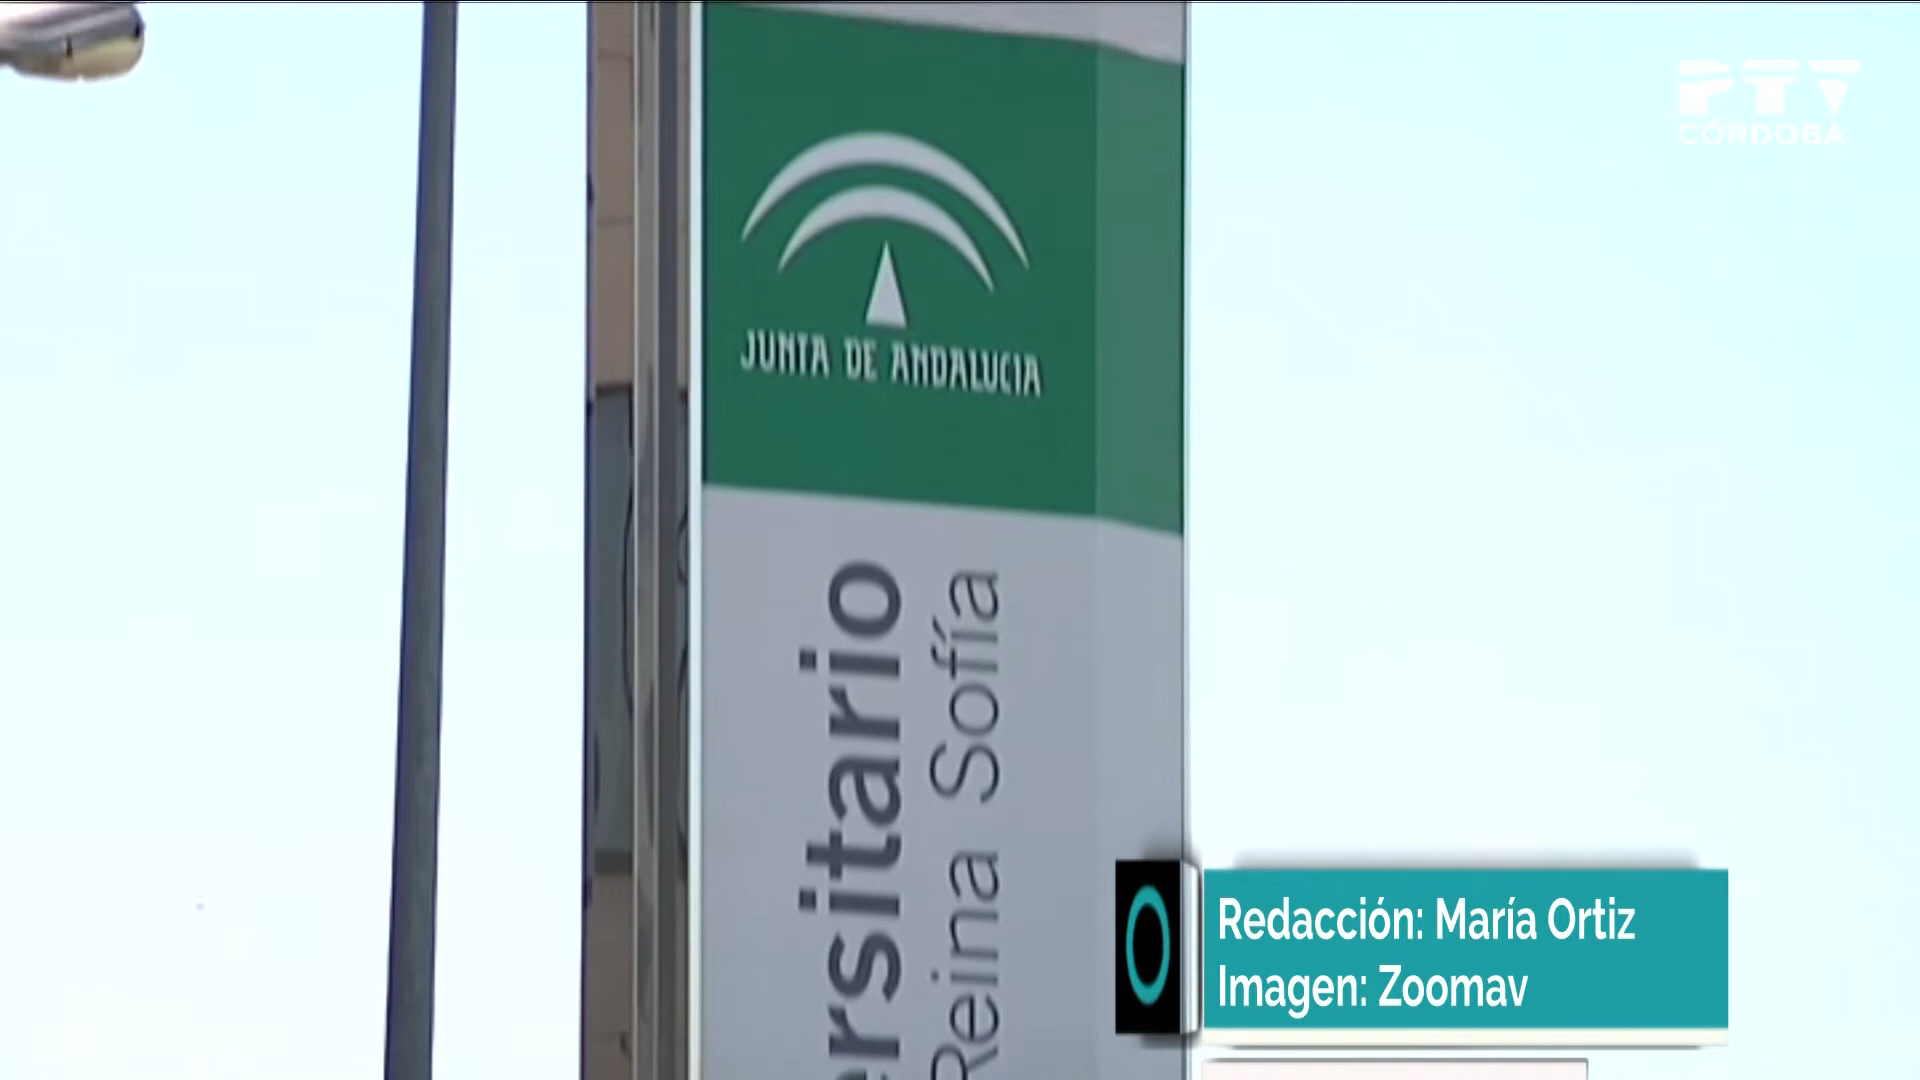 PTV
CÓRDOBA
JUNTA DE ANDALUCIA
ersitario
Reina Sofía
Redacción: María Ortiz
Imagen: Zoomav